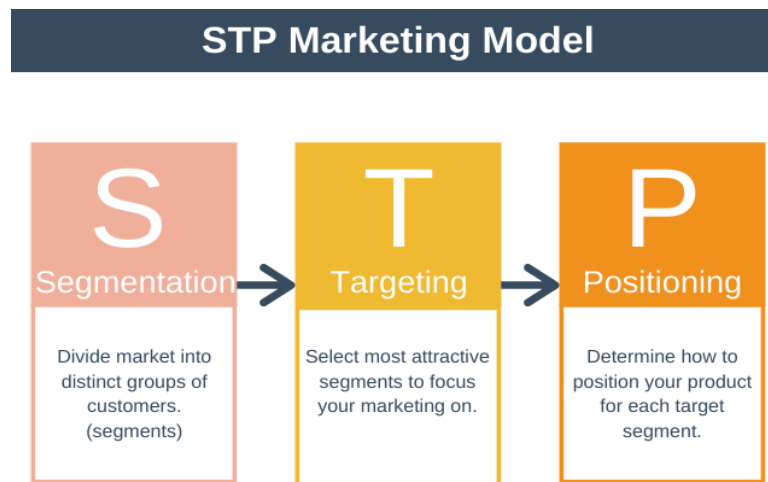 STP Marketing Model
S
Segmentation
Divide market into
distinct groups of
customers.
(segments)
T
Targeting
Select most attractive
segments to focus
your marketing on.
P
Positioning
Determine how to
position your product
for each target
segment.